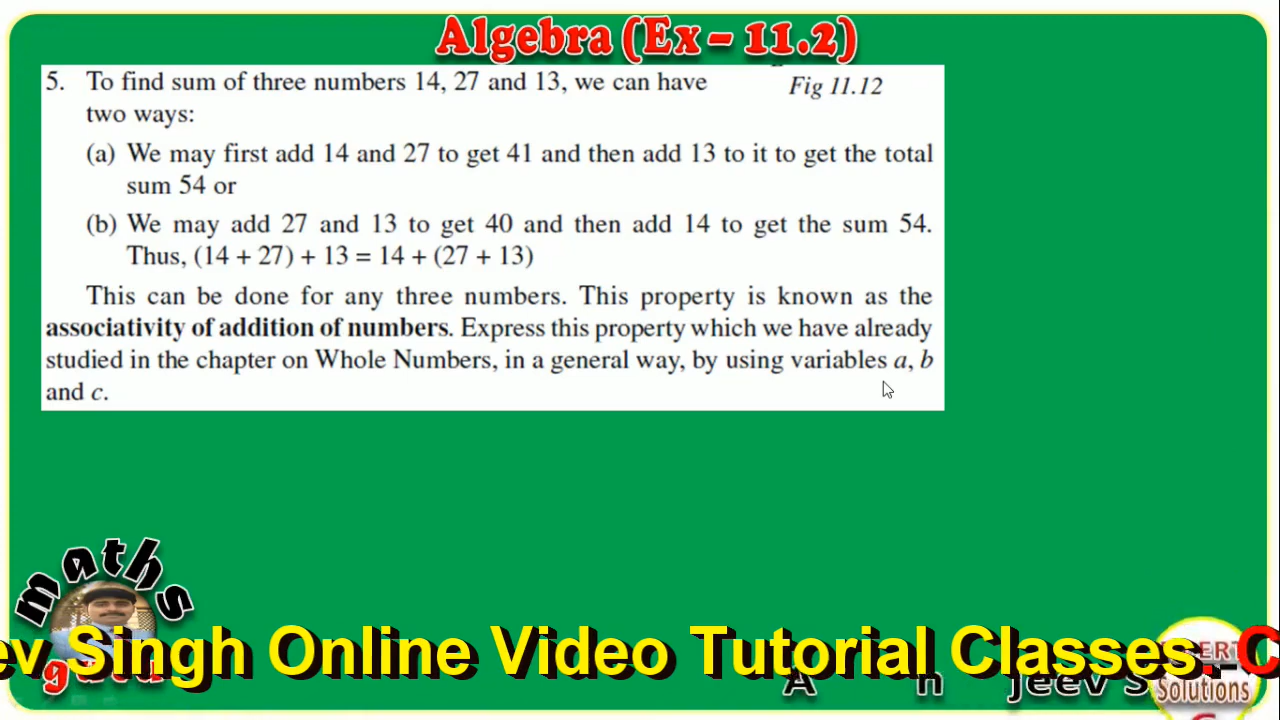 Algebra (Ex – 11.2)
5. To find sum of three numbers 14, 27 and 13, we can have
Fig 11.12
two ways:
(a) We may first add 14 and 27 to get 41 and then add 13 to it to get the total
sum 54 or
(b) We may add 27 and 13 to get 40 and then add 14 to get the sum 54.
Thus, (14 + 27) + 13 = 14 + (27 + 13)
This can be done for any three numbers. This property is known as the
associativity of addition of numbers. Express this property which we have already
studied in the chapter on Whole Numbers, in a general way, by using variables a, b
and c.
maths
Singh Online Video Tutorial Classes.
Solutions